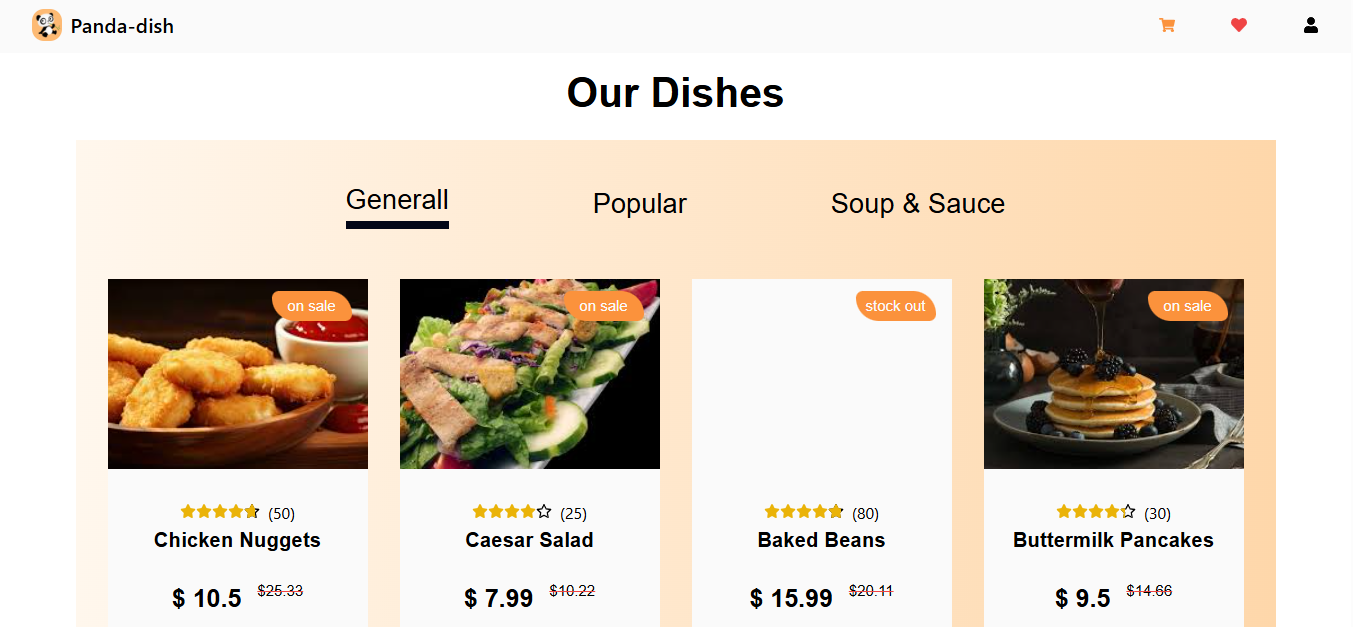 Panda-dish
Our Dishes
Generall Popular Soup & Sauce
on sale on sale stock out on sale
(50) (25) (80) (30)
Chicken Nuggets Caesar Salad Baked Beans Buttermilk Pancakes
$ 10.5 $25.33 $ 7.99 $10.22 $ 15.99 $20.11 $ 9.5 $14.66